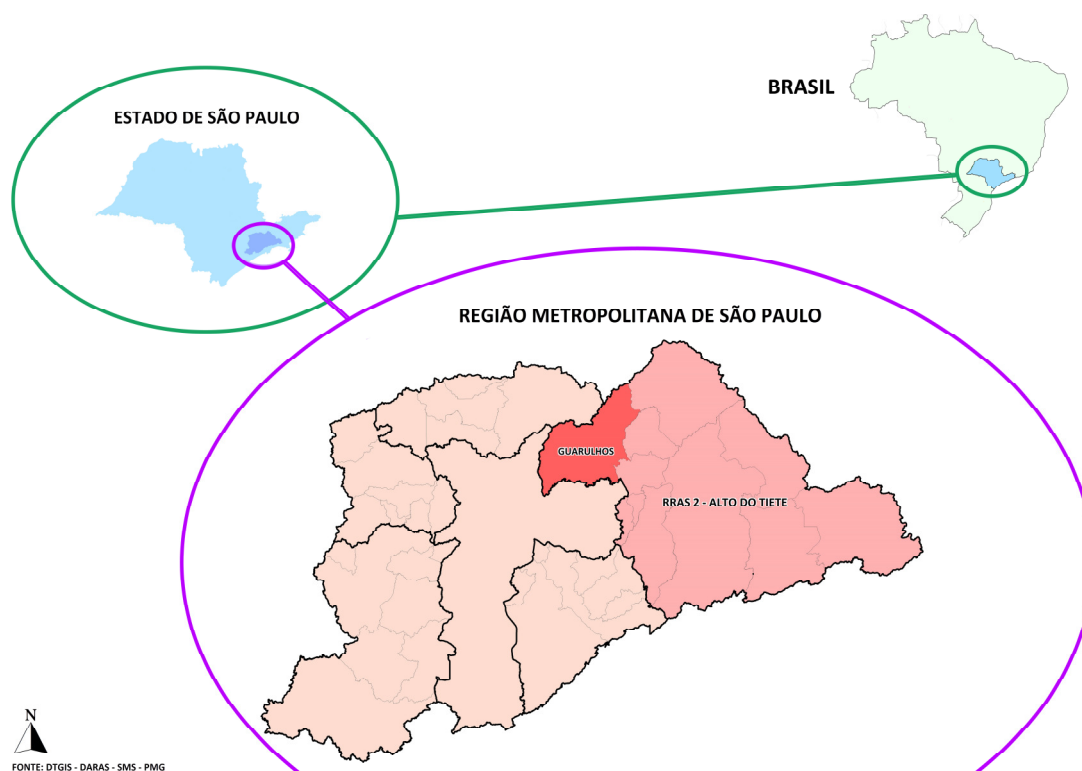 BRASIL
ESTADO DE SÃO PAULO
REGIÃO METROPOLITANA DE SÃO PAULO
GUARULHOS
RRAS 2 - ALTO DO TIETE
N
FONTE: DTGIS - DARAS - SMS - PMG